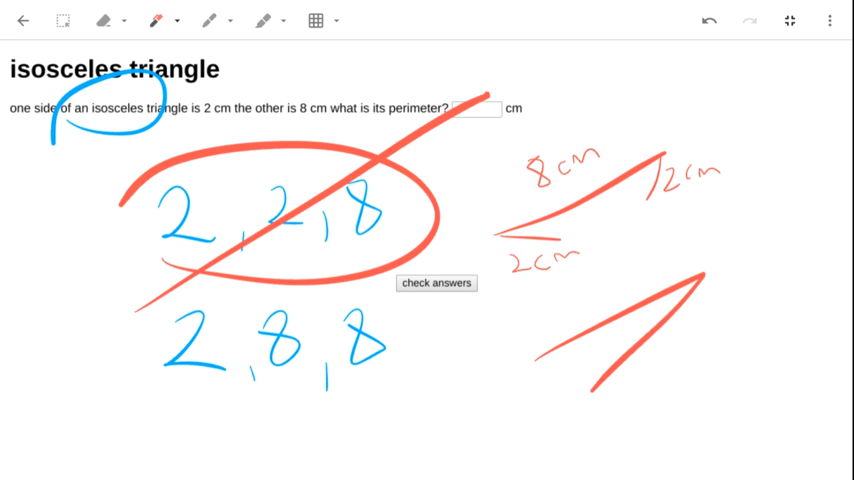 isosceles triangle
one side of an isosceles triangle is 2 cm the other is 8 cm what is its perimeter? cm
8cm
2cm
2, 2, 8
2cm
check answers
2, 8, 8